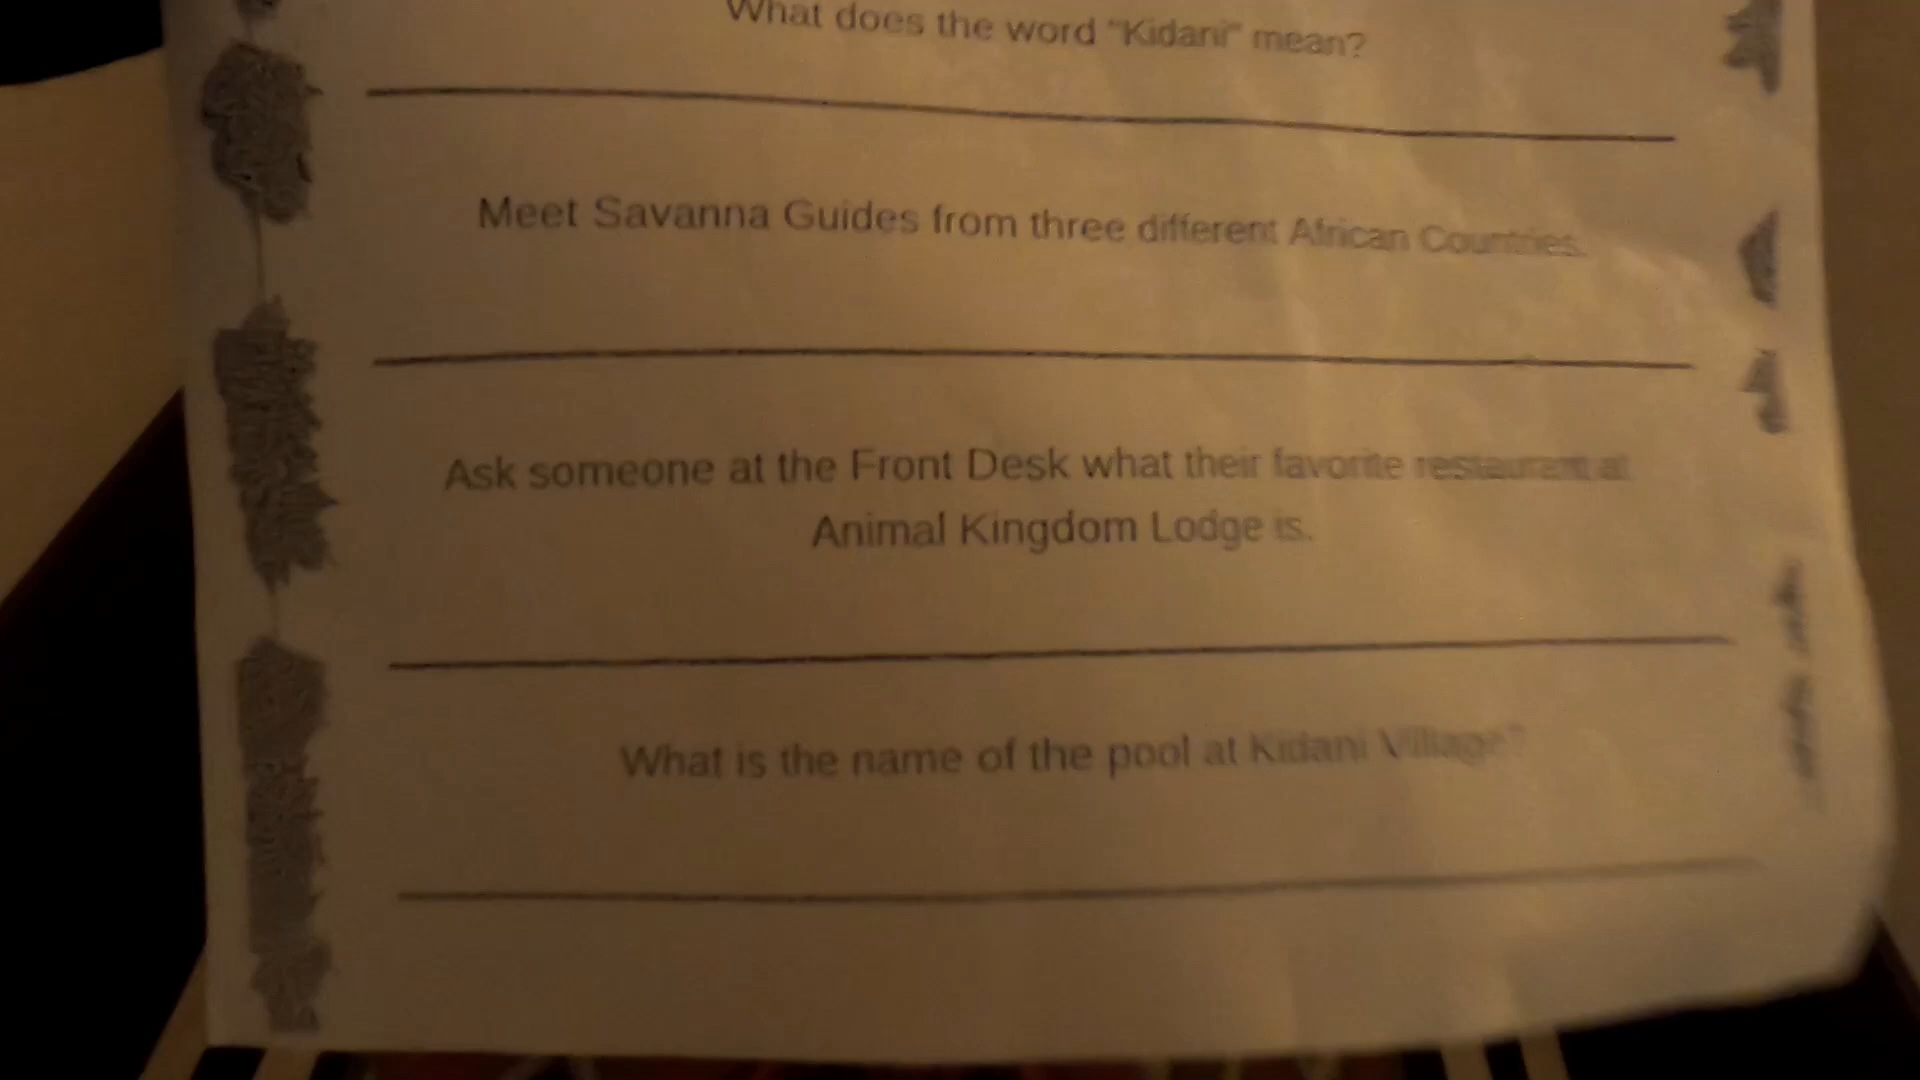 What does the word "Kidani" mean?
Meet Savanna Guides from three different African Countries.
Ask someone at the Front Desk what their favorite restaurant at
Animal Kingdom Lodge is.
What is the name of the pool at Kidani Village?